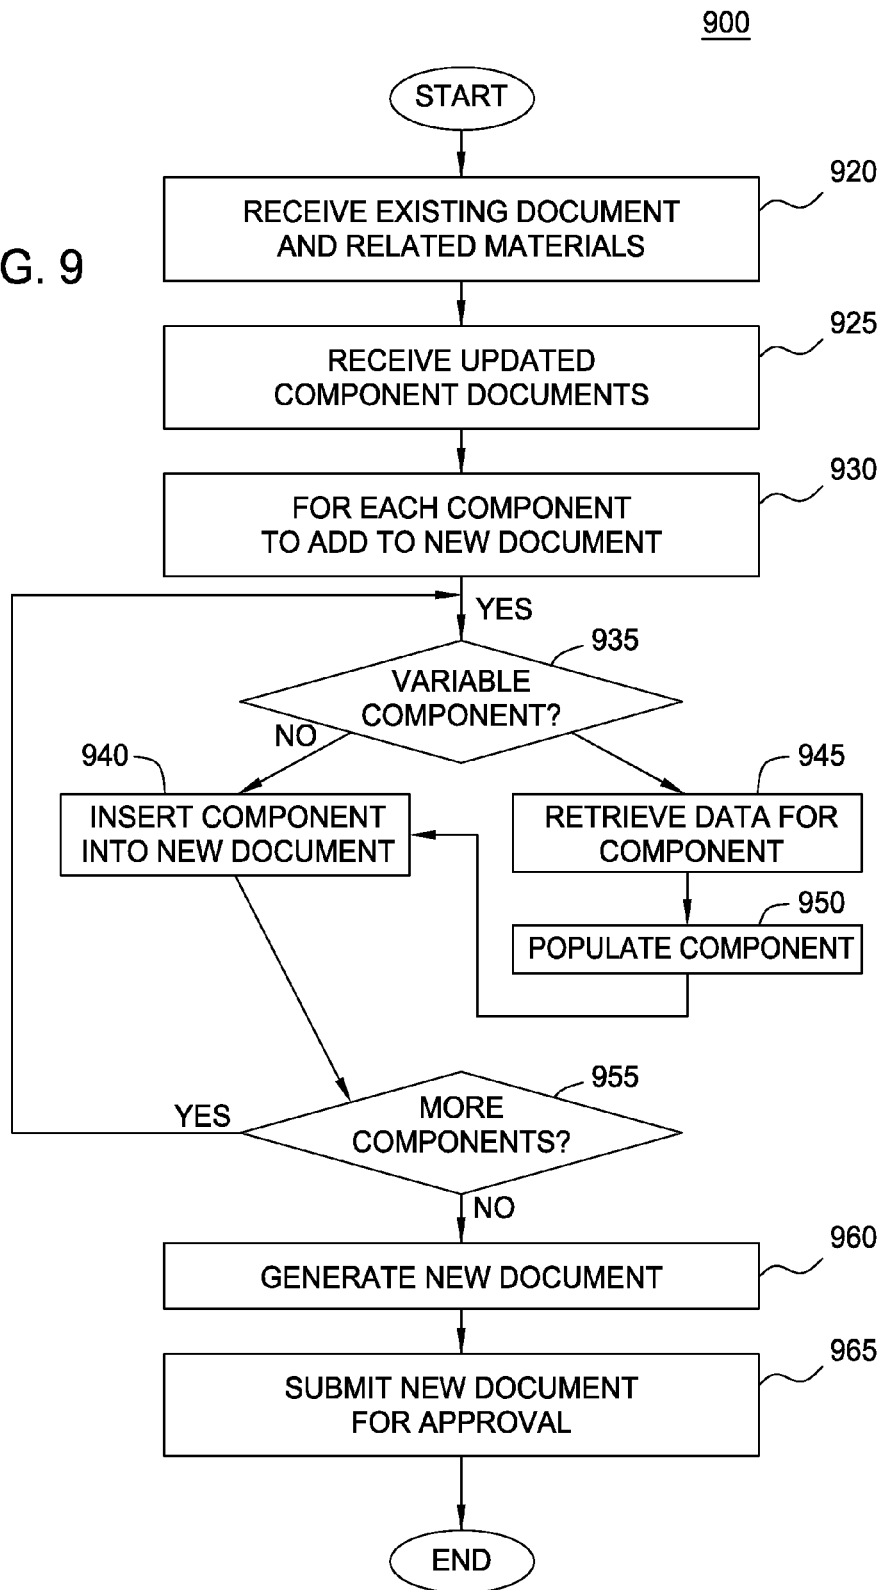 900
START
920
RECEIVE EXISTING DOCUMENT
AND RELATED MATERIALS
G. 9
925
RECEIVE UPDATED
COMPONENT DOCUMENTS
930
FOR EACH COMPONENT
TO ADD TO NEW DOCUMENT
YES
935
VARIABLE
COMPONENT?
NO
940
INSERT COMPONENT
INTO NEW DOCUMENT
945
RETRIEVE DATA FOR
COMPONENT
950
POPULATE COMPONENT
955
MORE
COMPONENTS?
YES
NO
960
GENERATE NEW DOCUMENT
965
SUBMIT NEW DOCUMENT
FOR APPROVAL
END